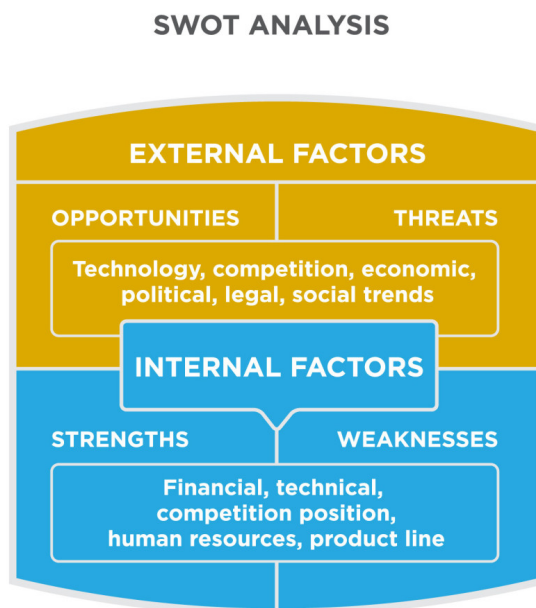 SWOT ANALYSIS
EXTERNAL FACTORS
OPPORTUNITIES
THREATS
Technology, competition, economic,
political, legal, social trends
INTERNAL FACTORS
STRENGTHS
WEAKNESSES
Financial, technical,
competition position,
human resources, product line